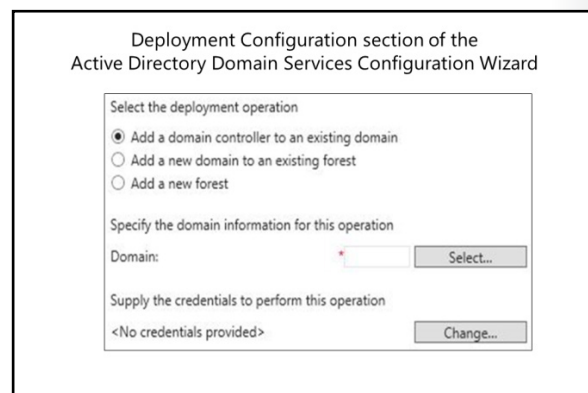 Deployment Configuration section of the
Active Directory Domain Services Configuration Wizard
Select the deployment operation
Add a domain controller to an existing domain
Add a new domain to an existing forest
Add a new forest
Specify the domain information for this operation
Domain: * Select...
Supply the credentials to perform this operation
<No credentials provided> Change...